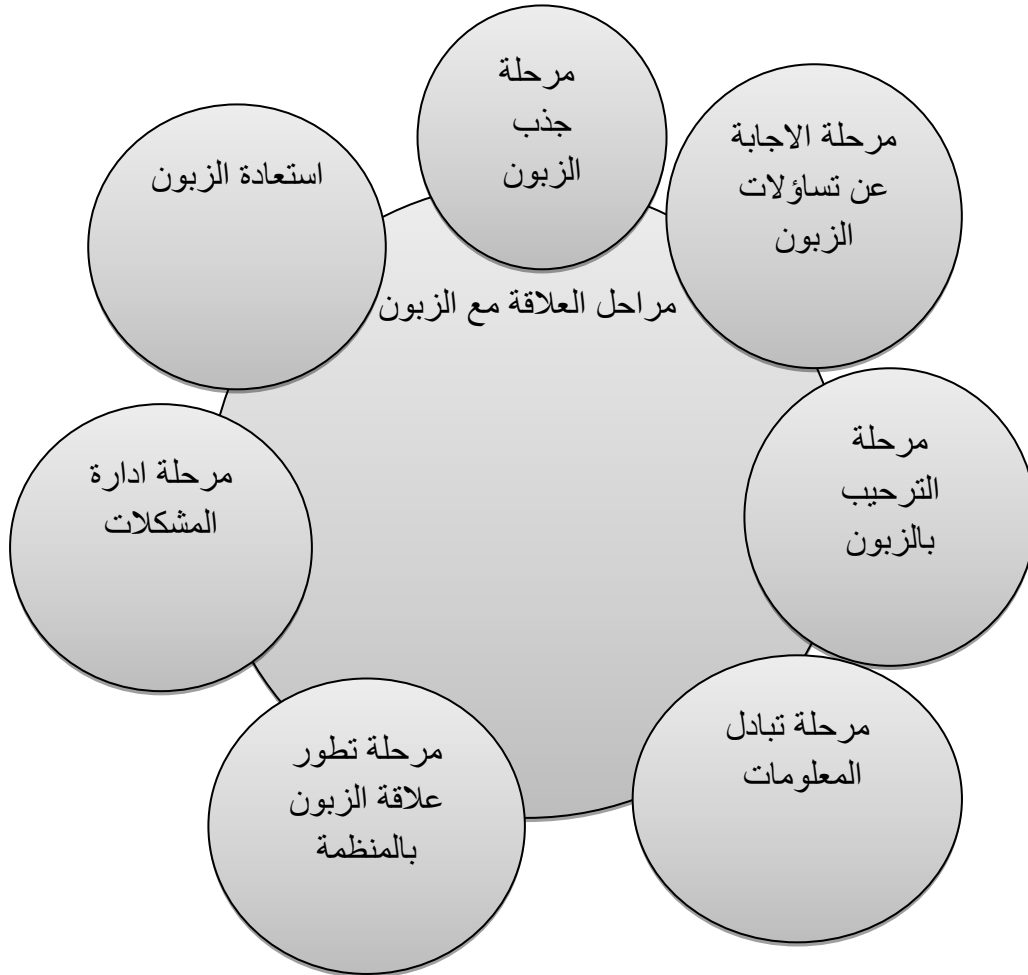 مرحلة
جذب
الزبون
مرحلة الاجابة
عن تساؤلات
الزبون
استعادة الزبون
مراحل العلاقة مع الزبون
مرحلة
الترحيب
بالزبون
مرحلة ادارة
المشكلات
مرحلة تبادل
المعلومات
مرحلة تطور
علاقة الزبون
بالمنظمة